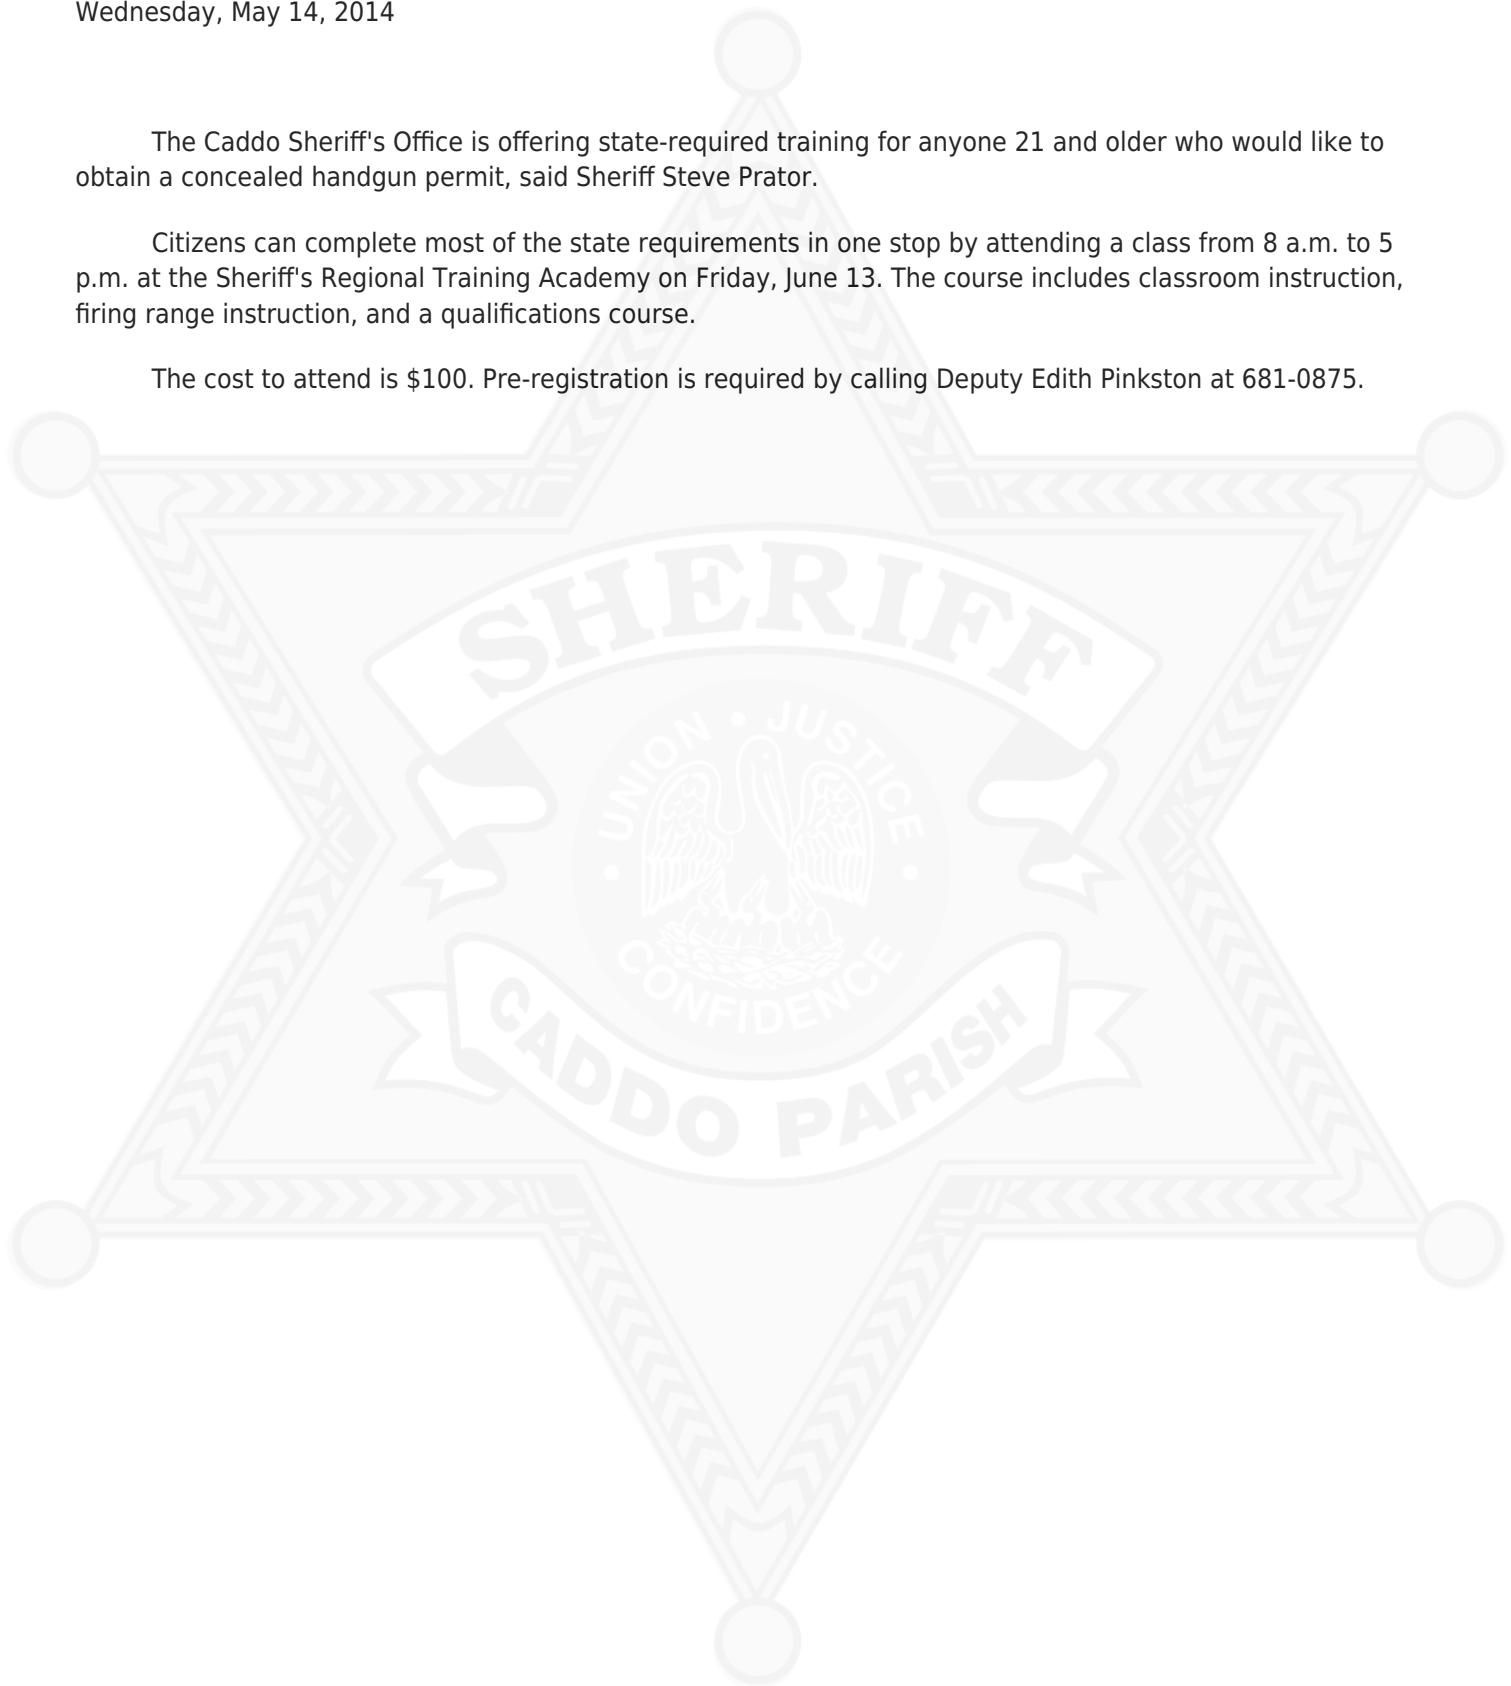 Wednesday, May 14, 2014
The Caddo Sheriff's Office is offering state-required training for anyone 21 and older who would like to
obtain a concealed handgun permit, said Sheriff Steve Prator.
Citizens can complete most of the state requirements in one stop by attending a class from 8 a.m. to 5
p.m. at the Sheriff's Regional Training Academy on Friday, June 13. The course includes classroom instruction,
firing range instruction, and a qualifications course.
The cost to attend is $100. Pre-registration is required by calling Deputy Edith Pinkston at 681-0875.
SHERIFF
UNION • JUSTICE
• CONFIDENCE •
CADDO PARISH